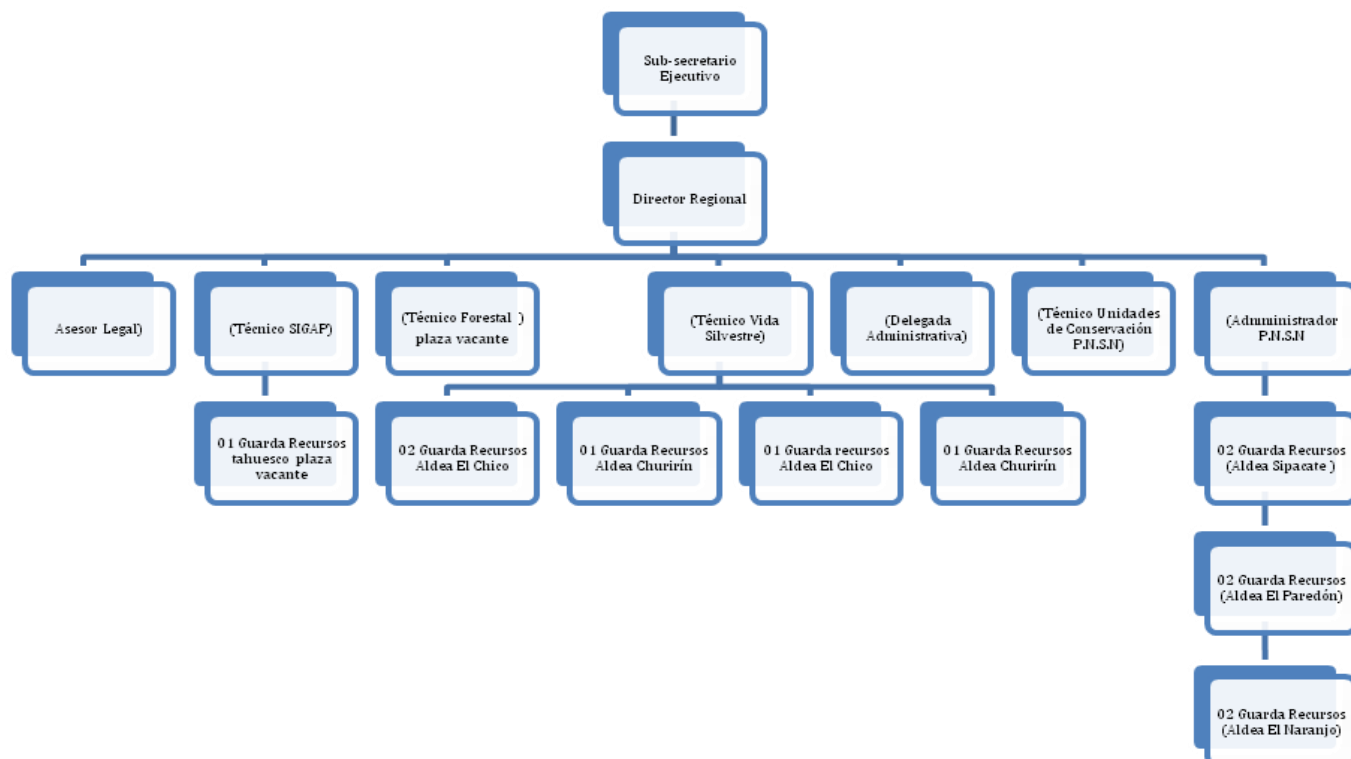 Sub-secretario
Ejecutivo
Director Regional
Asesor Legal)
(Técnico SIGAP)
(Técnico Forestal )
plaza vacante
(Técnico Vida
Silvestre)
(Delegada
Administrativa)
(Técnico Unidades
de Conservación
P.N.S.N)
(Admministrador
P.N.S.N
01 Guarda Recursos
tahuesco plaza
vacante
02 Guarda Recursos
Aldea El Chico
01 Guarda Recursos
Aldea Churirín
01 Guarda recursos
Aldea El Chico
01 Guarda Recursos
Aldea Churirín
02 Guarda Recursos
(Aldea Sipacate )
02 Guarda Recursos
(Aldea El Paredón)
02 Guarda Recursos
(Aldea El Naranjo)